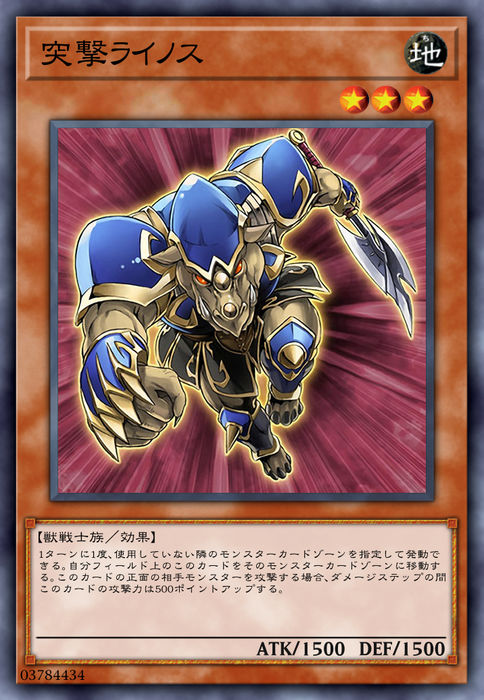 突撃ライノス
地
ち
【獣戦士族／効果】
1ターンに1度、使用していない隣のモンスターカードゾーンを指定して発動で
きる。自分フィールド上のこのカードをそのモンスターカードゾーンに移動す
る。このカードの正面の相手モンスターを攻撃する場合、ダメージステップの間
このカードの攻撃力は500ポイントアップする。
ATK/1500 DEF/1500
03784434